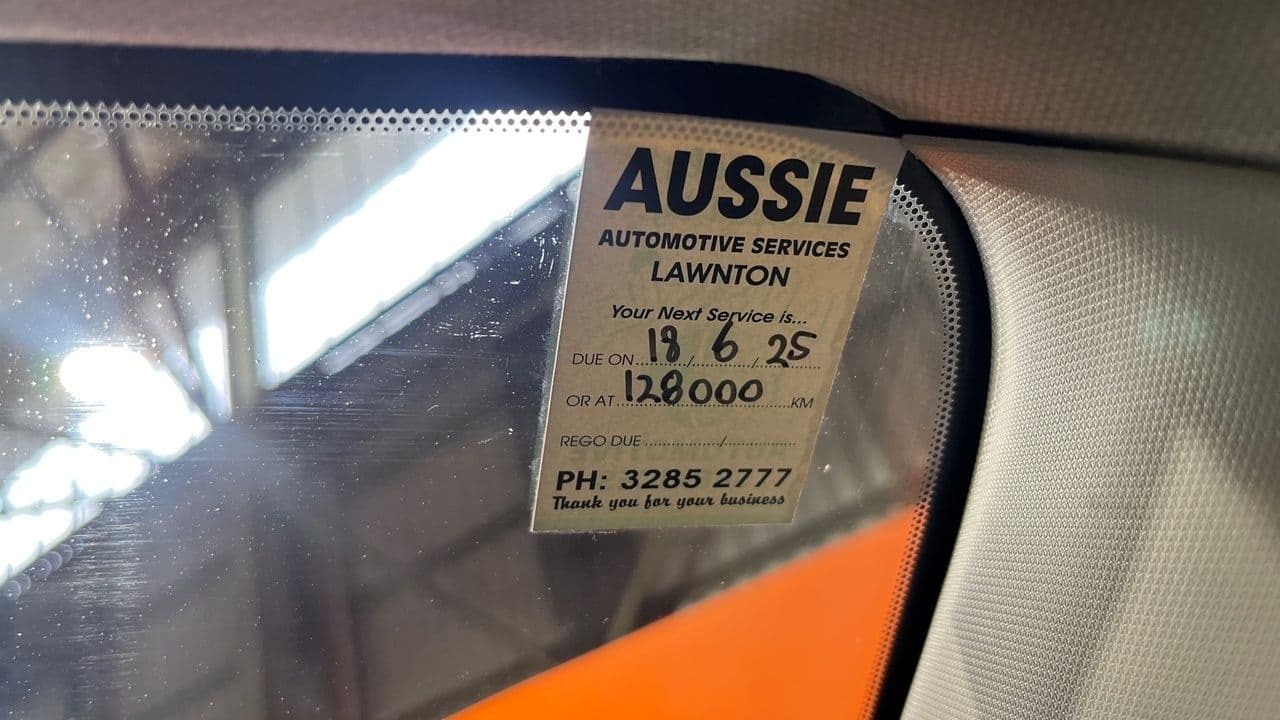 AUSSIE
AUTOMOTIVE SERVICES
LAWNTON
Your Next Service is...
DUE ON 18 / 6 / 25
OR AT 128000 KM
REGO DUE ............/............
PH: 3285 2777
Thank you for your business